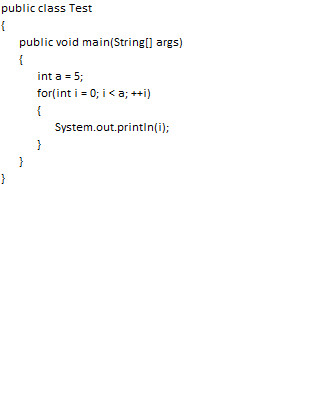 public class Test
{
public void main(String[] args)
{
int a = 5;
for(int i = 0; i < a; ++i)
{
System.out.println(i);
}
}
}